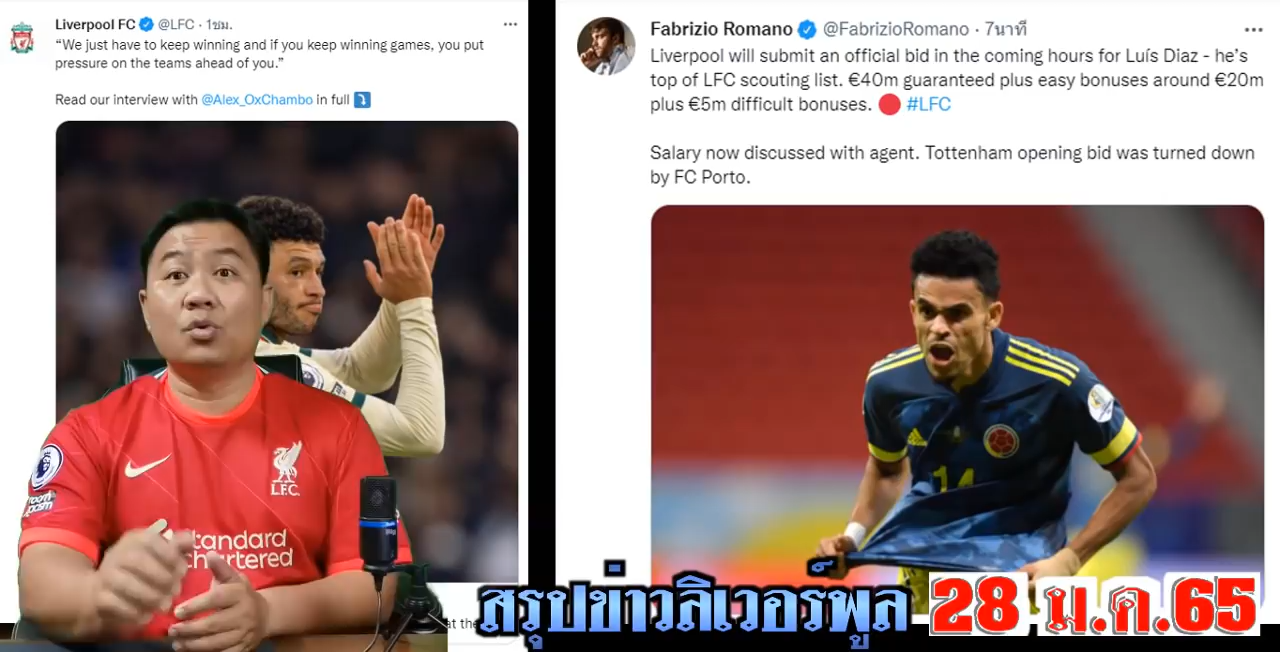 Liverpool FC @LFC · 1ชม.
“We just have to keep winning and if you keep winning games, you put
pressure on the teams ahead of you.”
Read our interview with @Alex_OxChambo in full
Fabrizio Romano @FabrizioRomano · 7นาที
Liverpool will submit an official bid in the coming hours for Luís Diaz - he’s
top of LFC scouting list. €40m guaranteed plus easy bonuses around €20m
plus €5m difficult bonuses. #LFC
Salary now discussed with agent. Tottenham opening bid was turned down
by FC Porto.
14
L.F.C.
standard
chartered
at the
สรุปข่าวลิเวอร์พูล 28 ม.ค.65